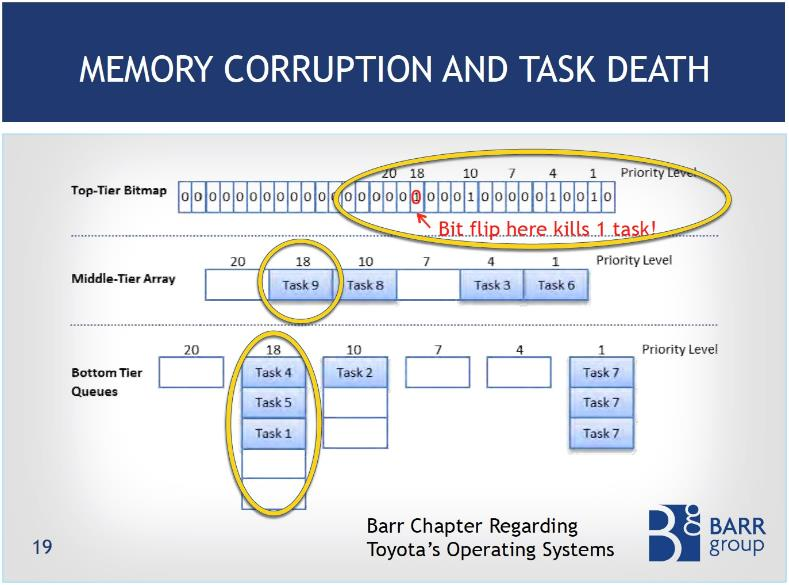 MEMORY CORRUPTION AND TASK DEATH
20 18 10 7 4 1 Priority Level
Top-Tier Bitmap
0 0 0 0 0 0 0 0 0 0 0 0 0 0 0 0 0 0 0 1 0 0 0 1 0 0 0 0 0 1 0 0 1 0
Bit flip here kills 1 task!
20 18 10 7 4 1 Priority Level
Middle-Tier Array
Task 9 Task 8 Task 3 Task 6
20 18 10 7 4 1 Priority Level
Bottom Tier Queues
Task 4 Task 2 Task 7
Task 5 Task 7
Task 1 Task 7
Barr Chapter Regarding
Toyota's Operating Systems
19
Bg BARR
group